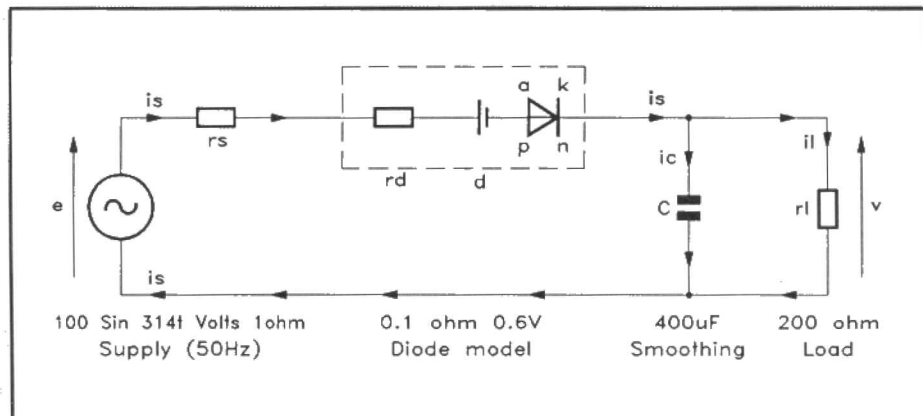 a k
is rs is
p n
rd d
ic il
e C rl v
is
100 Sin 314t Volts 1ohm 0.1 ohm 0.6V 400uF 200 ohm
Supply (50Hz) Diode model Smoothing Load